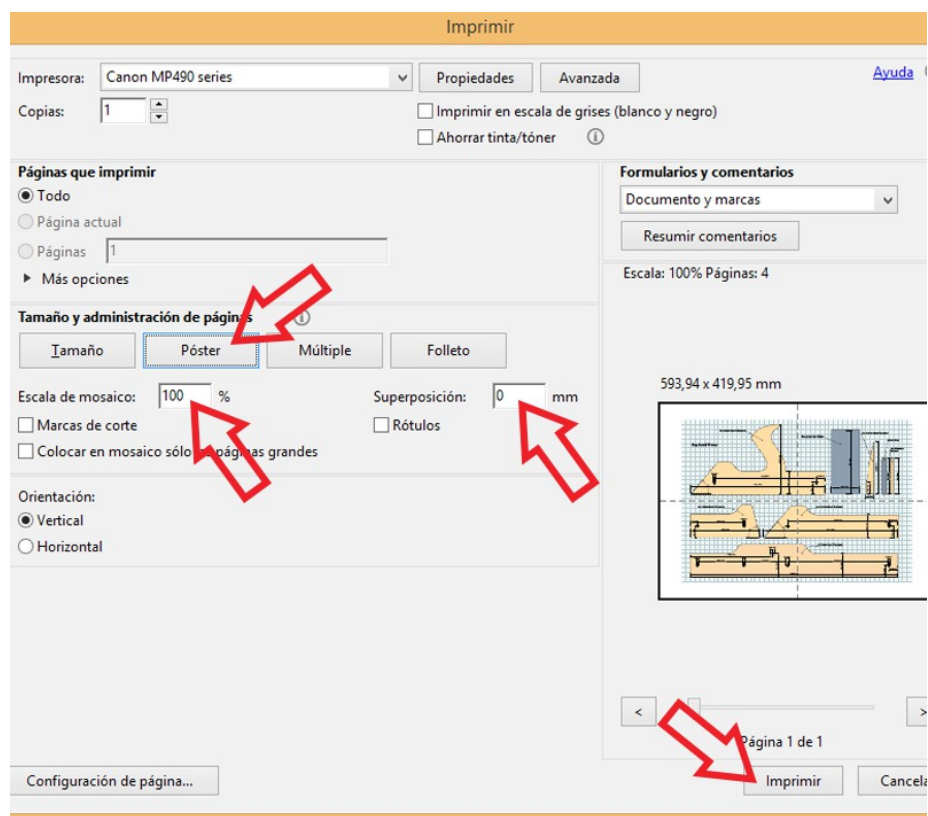 Imprimir
Impresora: Canon MP490 series Propiedades Avanzada Ayuda
Copias: 1 Imprimir en escala de grises (blanco y negro)
Ahorrar tinta/tóner
Páginas que imprimir
Todo
Página actual
Páginas 1
Más opciones
Formularios y comentarios
Documento y marcas
Resumir comentarios
Escala: 100% Páginas: 4
Tamaño y administración de páginas
Tamaño Póster Múltiple Folleto
Escala de mosaico: 100 % Superposición: 0 mm
Marcas de corte Rótulos
Colocar en mosaico sólo páginas grandes
Orientación:
Vertical
Horizontal
593,94 x 419,95 mm
< >
Página 1 de 1
Configuración de página... Imprimir Cancela